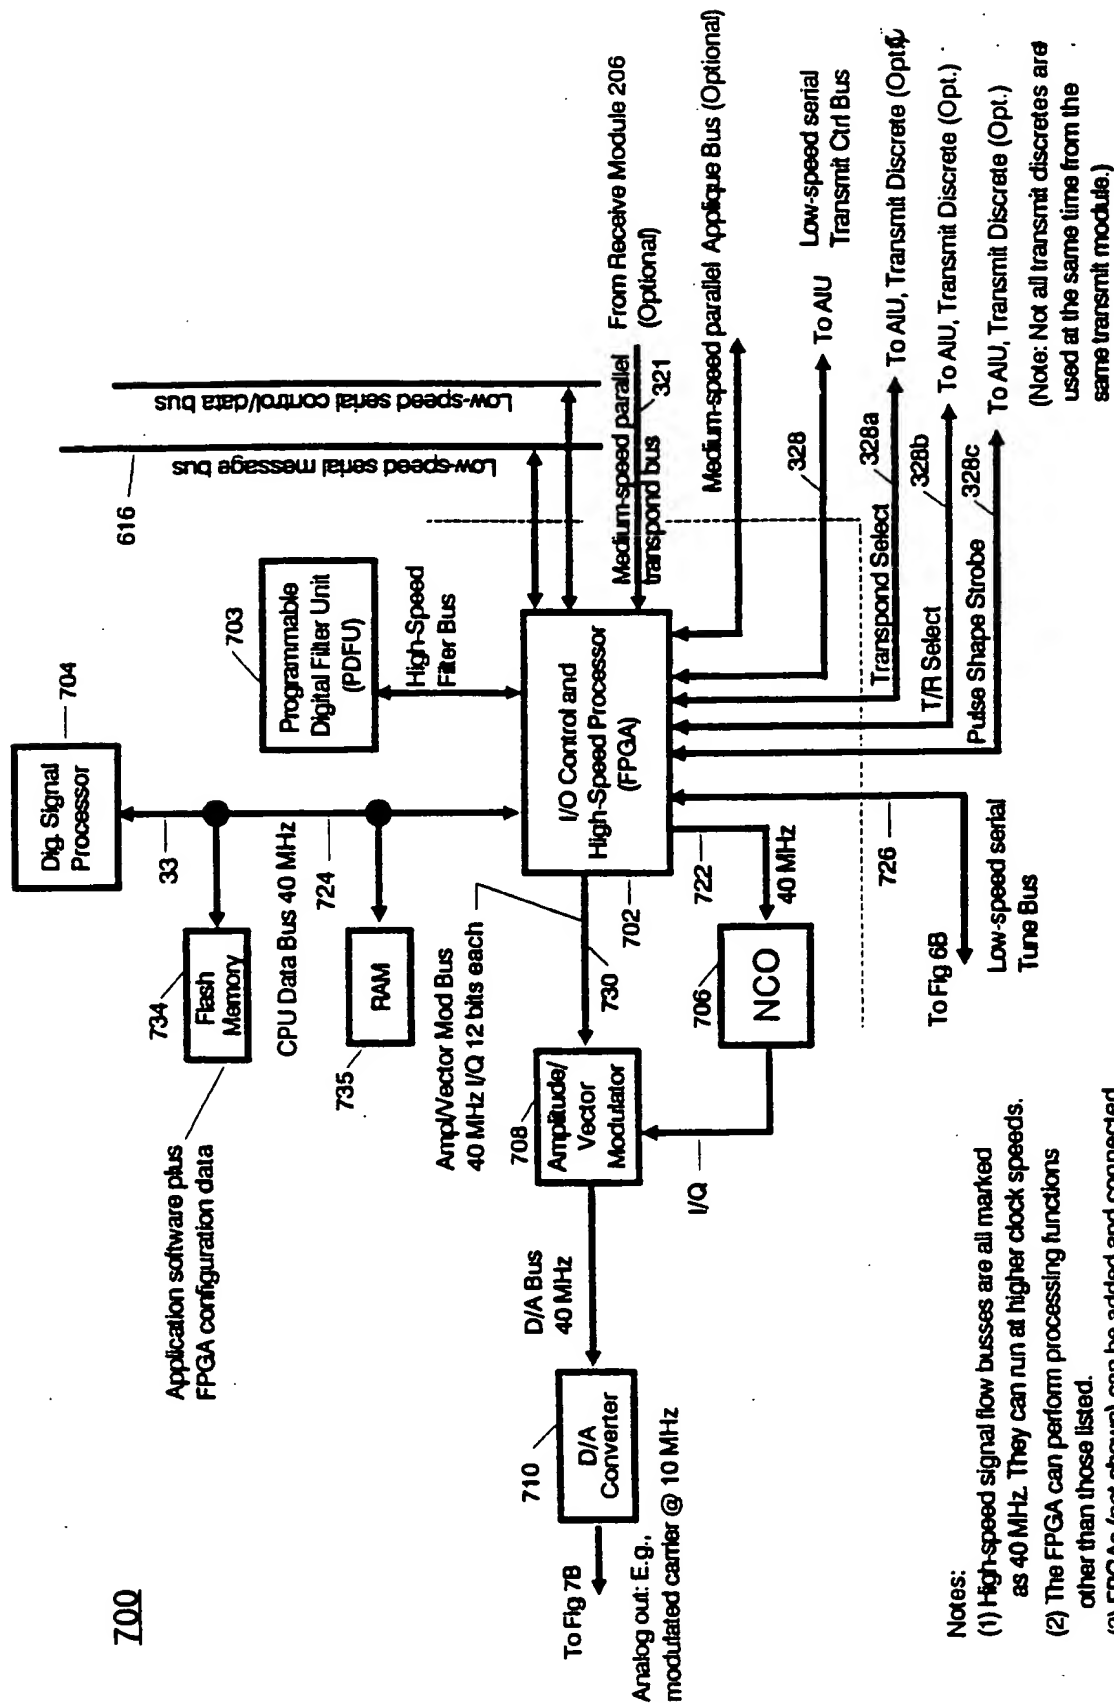 700
704
Dig. Signal
Processor
33
734
Flash
Memory
CPU Data Bus 40 MHz
724
735
RAM
Application software plus
FPGA configuration data
703
Programmable
Digital Filter Unit
(PDFU)
High-Speed
Filter Bus
616
Low-speed serial message bus
Low-speed serial control/data bus
Medium-speed parallel
transpond bus
321
From Receive Module 206
(Optional)
Medium-speed parallel Applique Bus (Optional)
I/O Control and
High-Speed Processor
(FPGA)
702
Ampl/Vector Mod Bus
40 MHz I/Q 12 bits each
730
722
40 MHz
706
NCO
I/Q
708
Amplitude/
Vector
Modulator
D/A Bus
40 MHz
710
D/A
Converter
To Fig 7B
Analog out: E.g.,
modulated carrier @ 10 MHz
328
To AIU
Low-speed serial
Transmit Ctrl Bus
Transpond Select
328a
To AIU, Transmit Discrete
T/R Select
328b
To AIU, Transmit Discrete (Opt.)
Pulse Shape Strobe
328c
To AIU, Transmit Discrete (Opt.)
(Note: Not all transmit discretes are
used at the same time from the
same transmit module.)
726
To Fig 6B
Low-speed serial
Tune Bus
Notes:
(1) High-speed signal flow busses are all marked
as 40 MHz. They can run at higher clock speeds.
(2) The FPGA can perform processing functions
other than those listed.
(3) FPGAs (not shown) can be added and connected